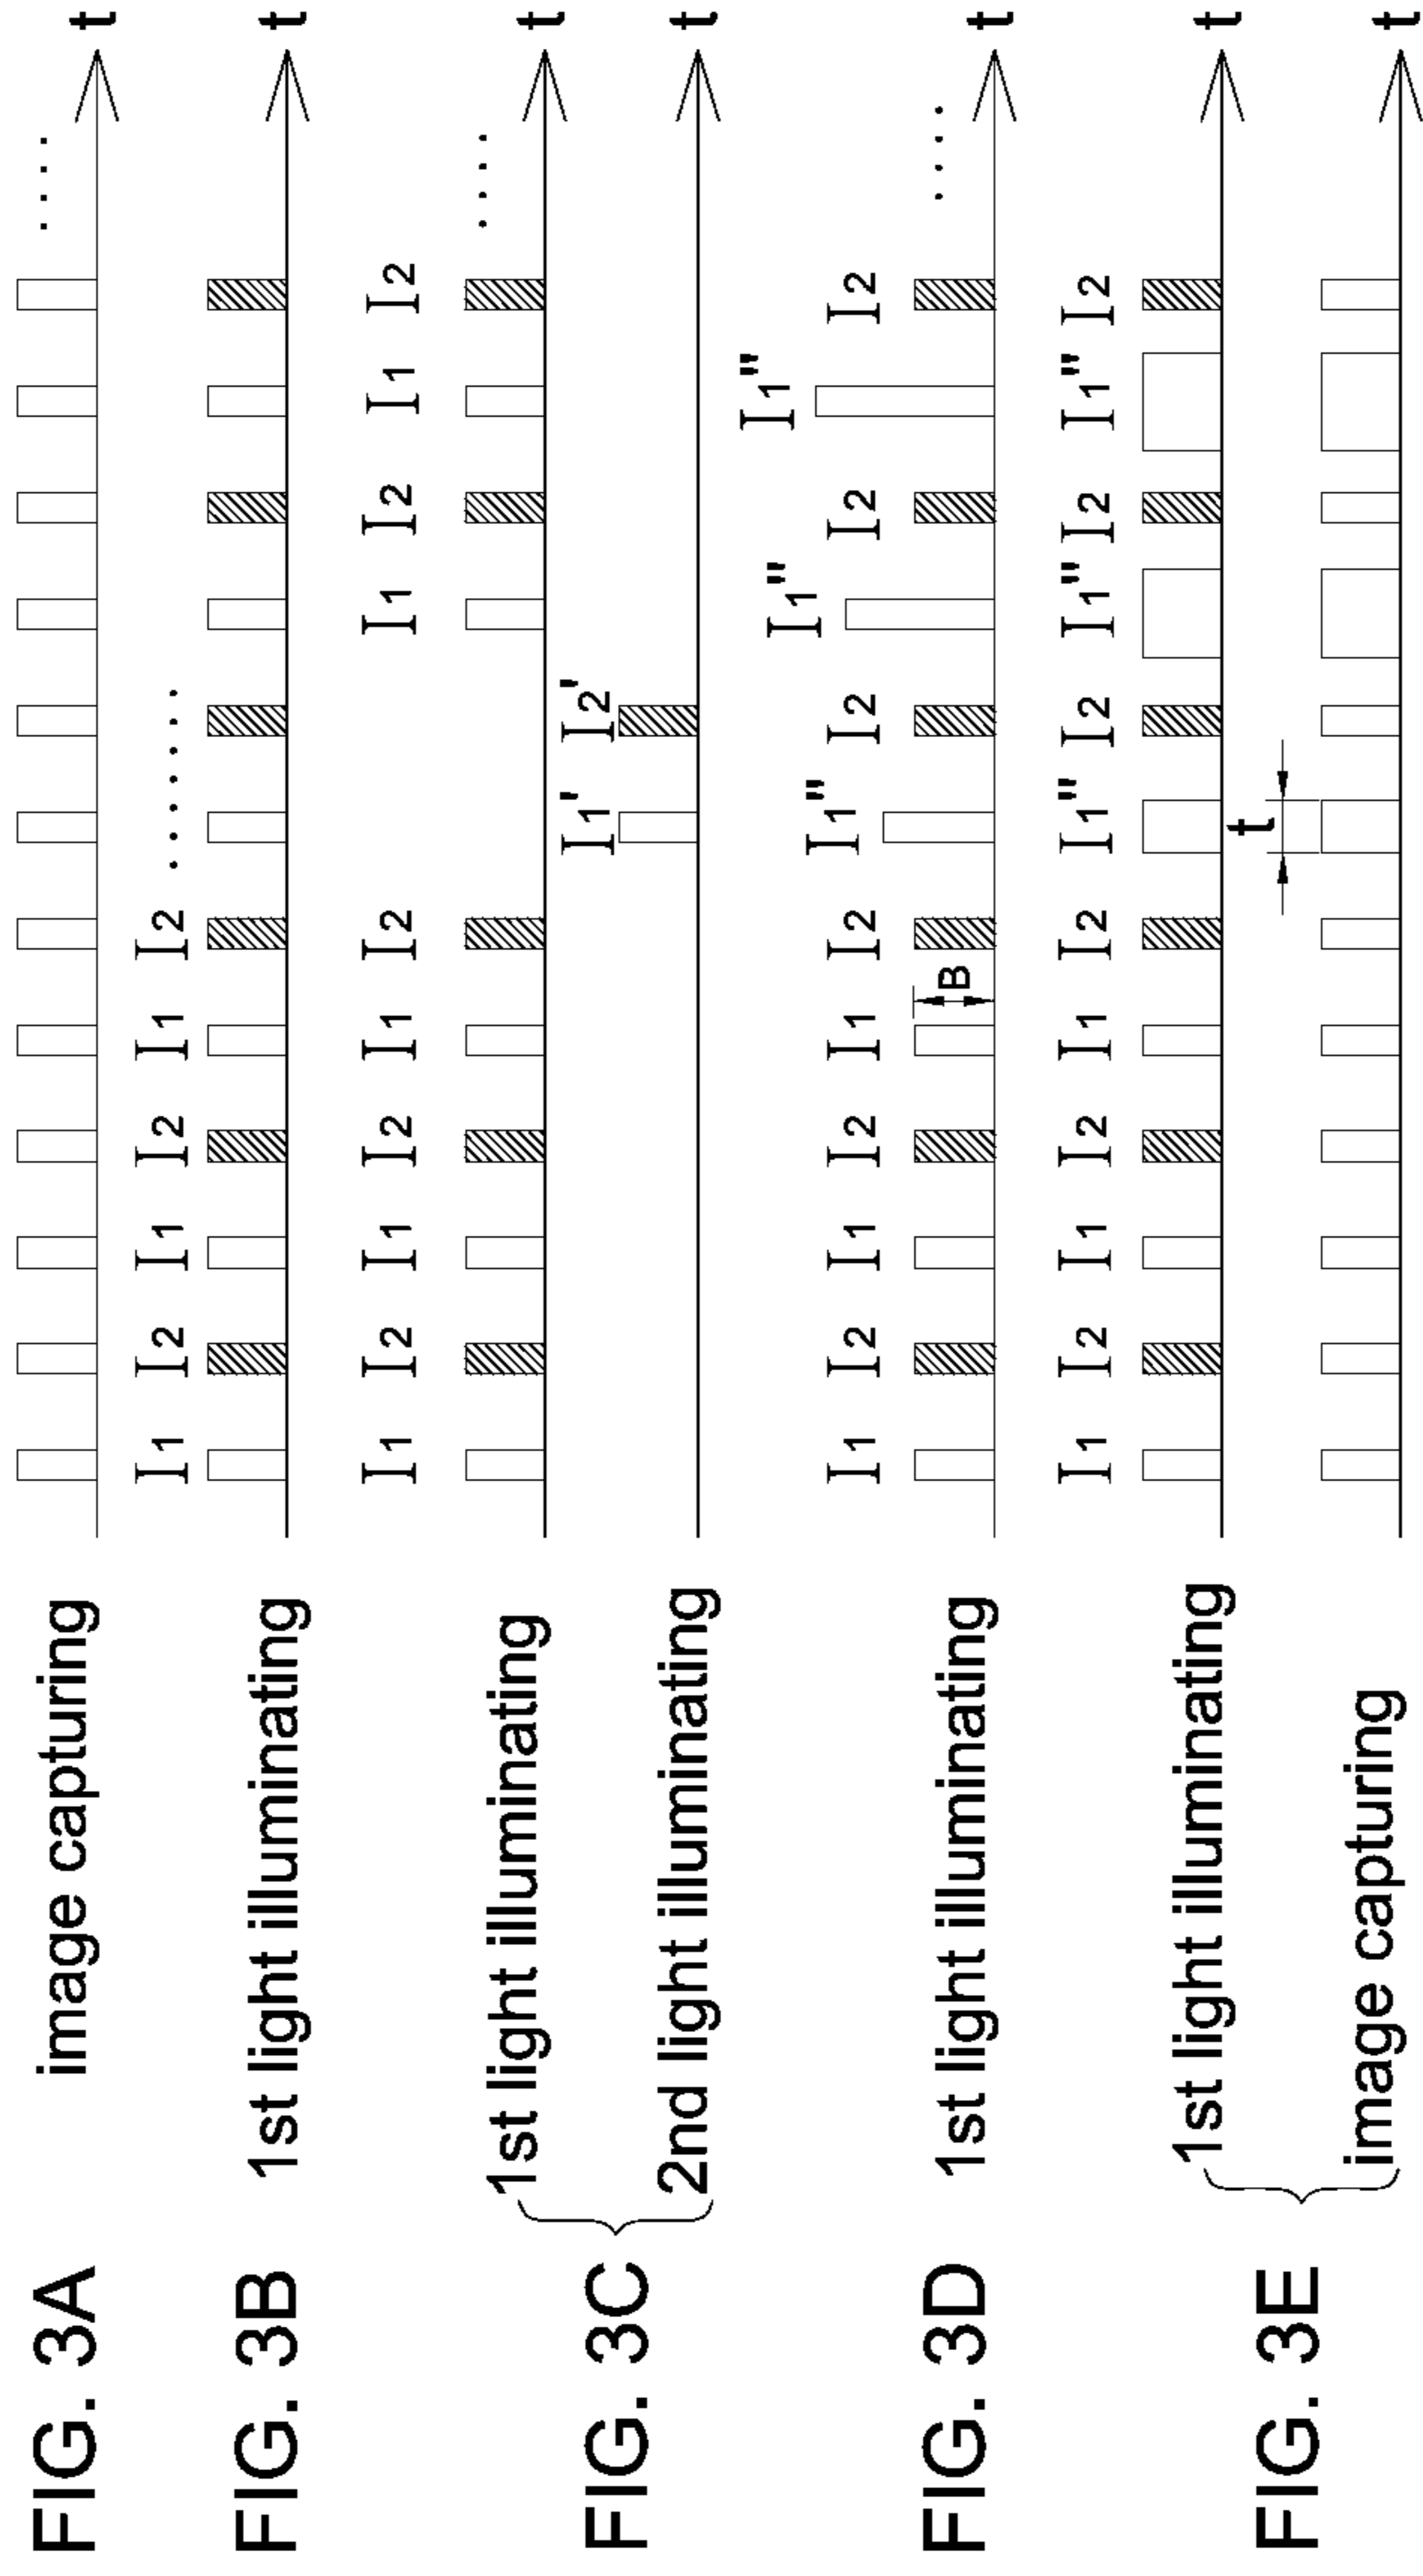 FIG. 3A image capturing .... t
FIG. 3B 1st light illuminating I1 I2 I1 I2 I1 I2 ....... t
FIG. 3C
1st light illuminating I1 I2 I1 I2 I1 I2 I1 I2 I1 I2 .... t
2nd light illuminating I1' I2' t
FIG. 3D 1st light illuminating I1 I2 I1 I2 I1 I2 I1" I2 I1" I2 I1" I2 .... t
B
FIG. 3E
1st light illuminating I1 I2 I1 I2 I1 I2 I1" I2 I1" I2 I1" I2 t
t
image capturing t